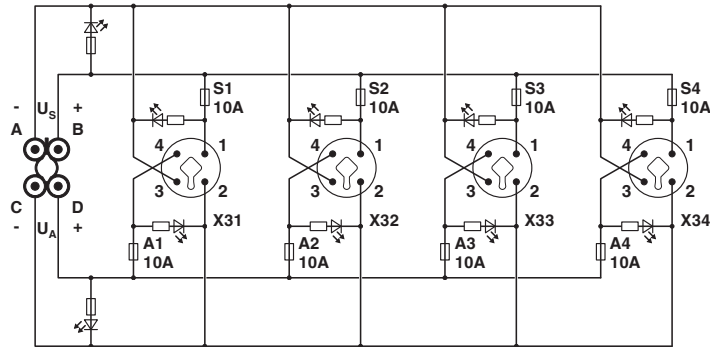 S1
10A
S2
10A
S3
10A
S4
10A
- US +
A B
4 1
3 2
4 1
3 2
4 1
3 2
4 1
3 2
C D
- UA +
X31
X32
X33
X34
A1
10A
A2
10A
A3
10A
A4
10A